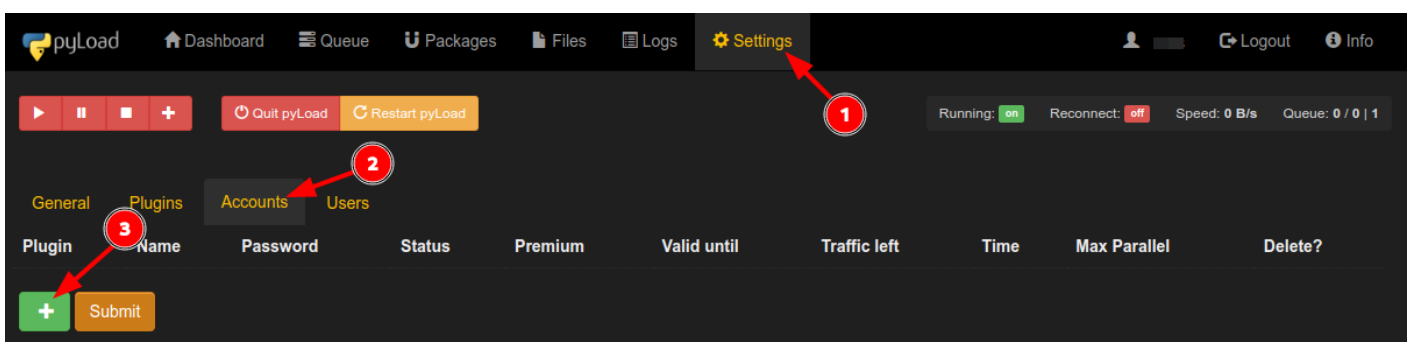 pyLoad Dashboard Queue Packages Files Logs Settings Logout Info
Quit pyLoad Restart pyLoad 1 Running: on Reconnect: off Speed: 0 B/s Queue: 0 / 0 | 1
2
General Plugins Accounts Users
3
Plugin Name Password Status Premium Valid until Traffic left Time Max Parallel Delete?
Submit